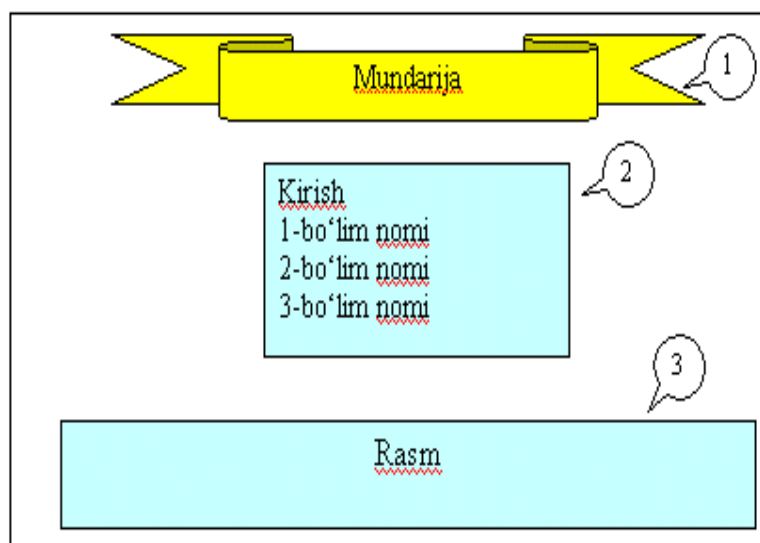 Mundarija
1
Kirish
1-bo‘lim nomi
2-bo‘lim nomi
3-bo‘lim nomi
2
3
Rasm